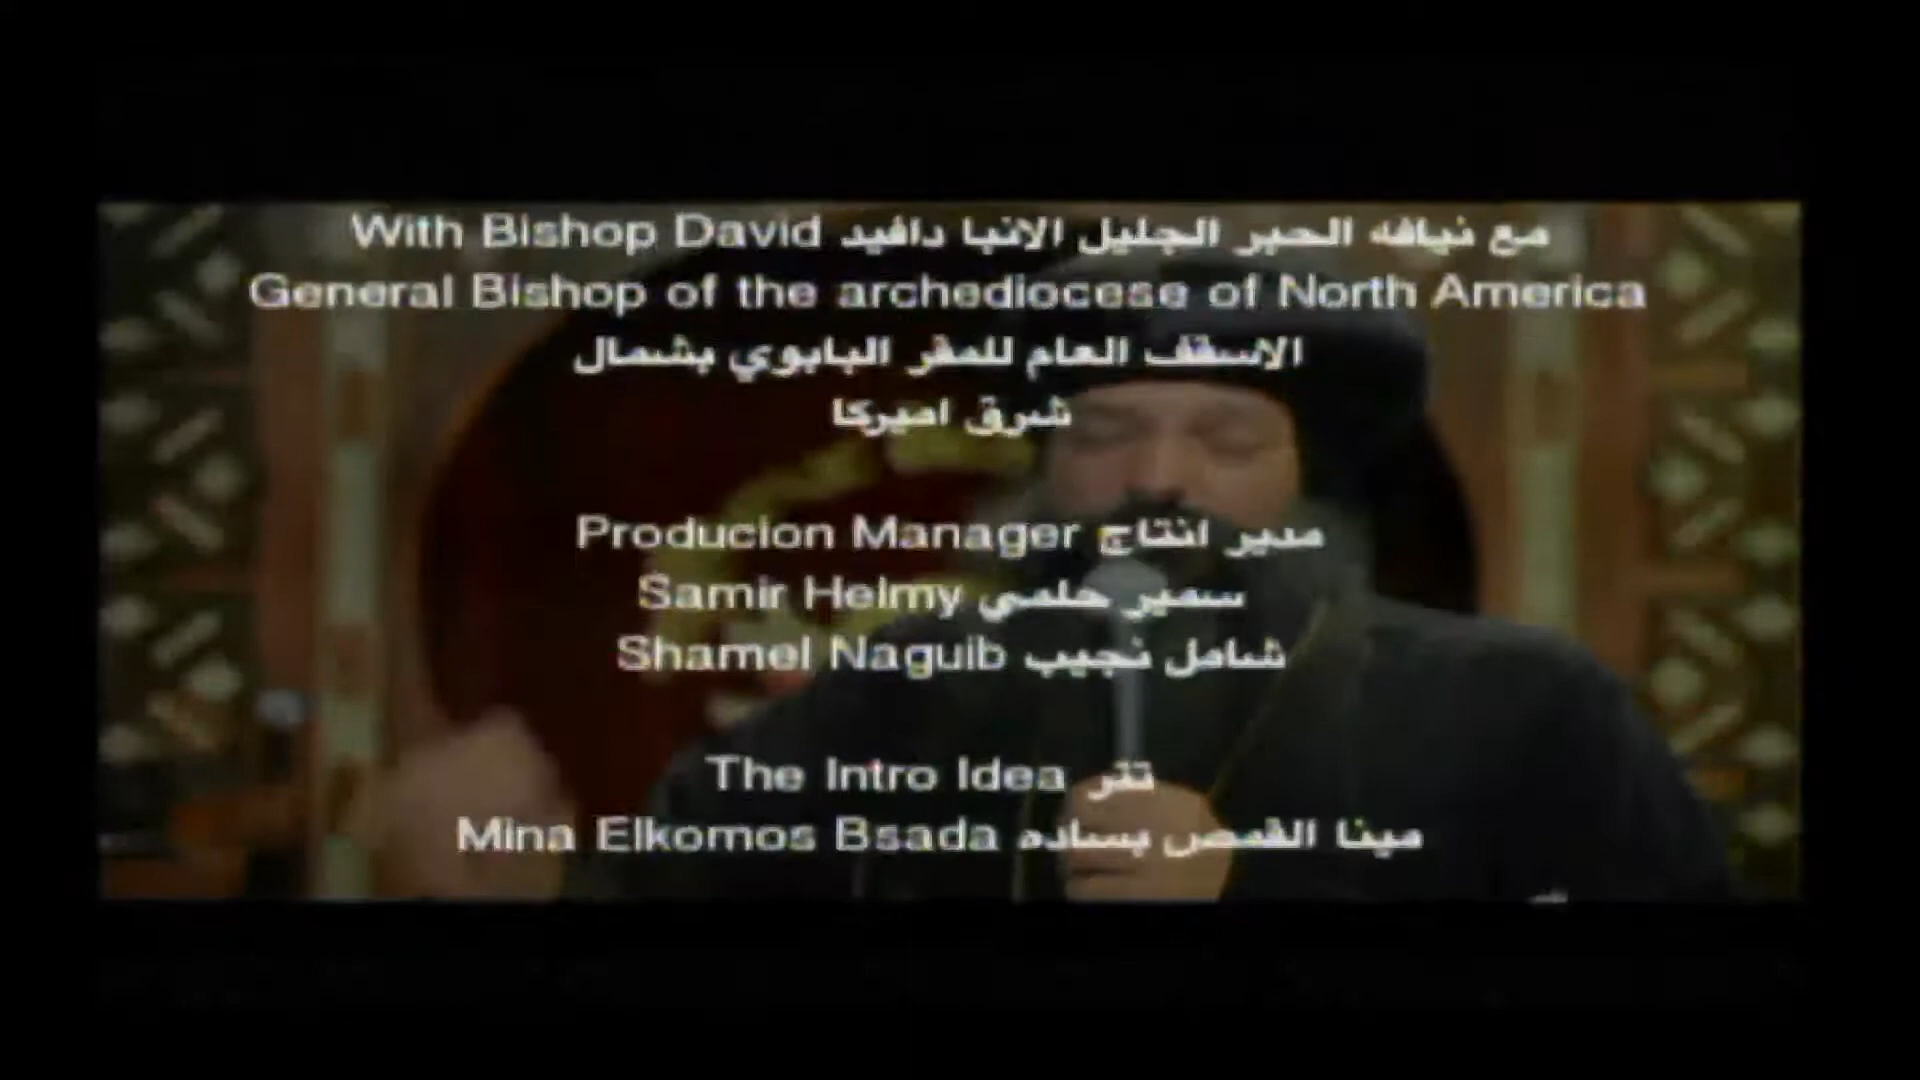 With Bishop David مع نيافه الحبر الجليل الانبا دافيد
General Bishop of the archediocese of North America
الاسقف العام للمقر البابوي بشمال
شرق اميركا
Producion Manager مدير انتاج
Samir Helmy سمير حلمي
Shamel Naguib شامل نجيب
The Intro Idea تتر
Mina Elkomos Bsada مينا القمص بساده